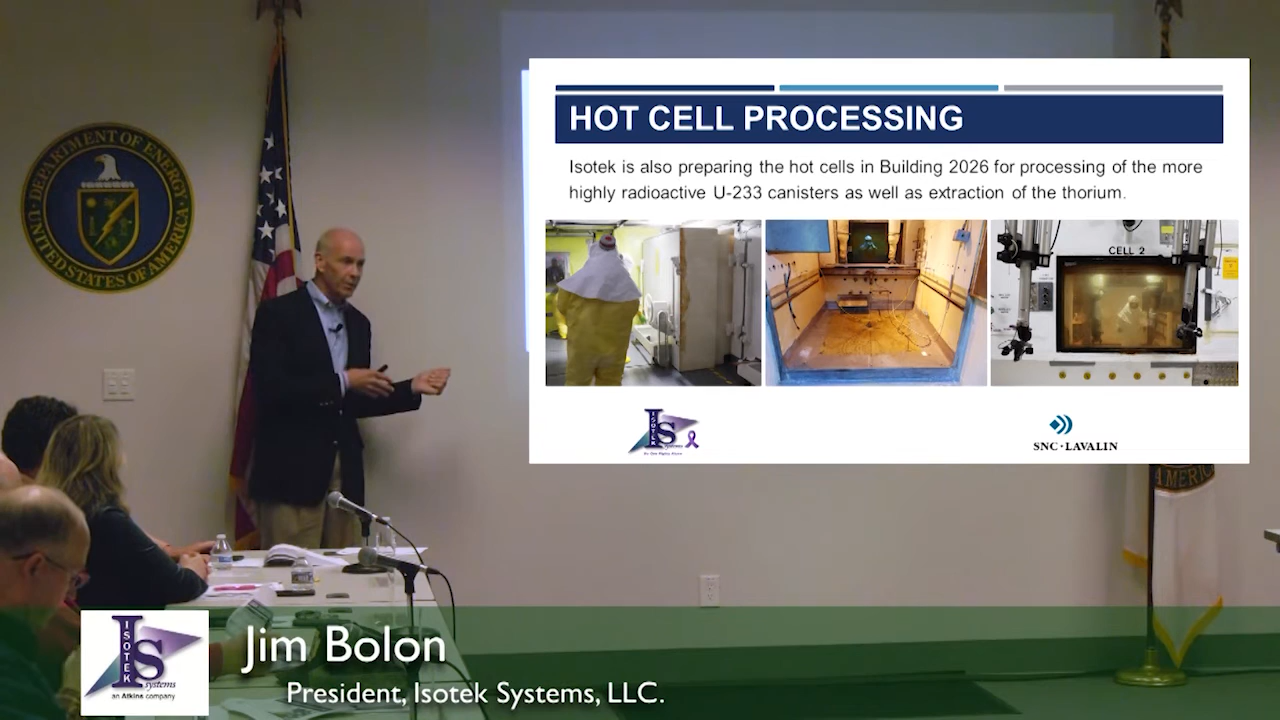 DEPARTMENT OF ENERGY
UNITED STATES OF AMERICA
HOT CELL PROCESSING
Isotek is also preparing the hot cells in Building 2026 for processing of the more
highly radioactive U-233 canisters as well as extraction of the thorium.
CELL 2
ISOTEK
Systems
SNC·LAVALIN
AMERIC
ISOTEK
S
systems
an Atkins company
Jim Bolon
President, Isotek Systems, LLC.